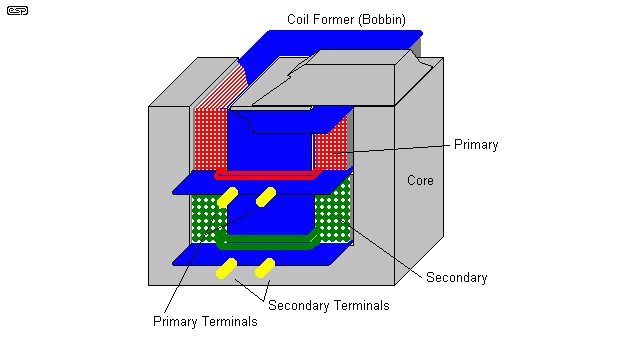 esp
Coil Former (Bobbin)
Primary
Core
Secondary
Secondary Terminals
Primary Terminals